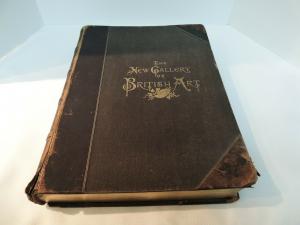 The
New Gallery
of
British Art